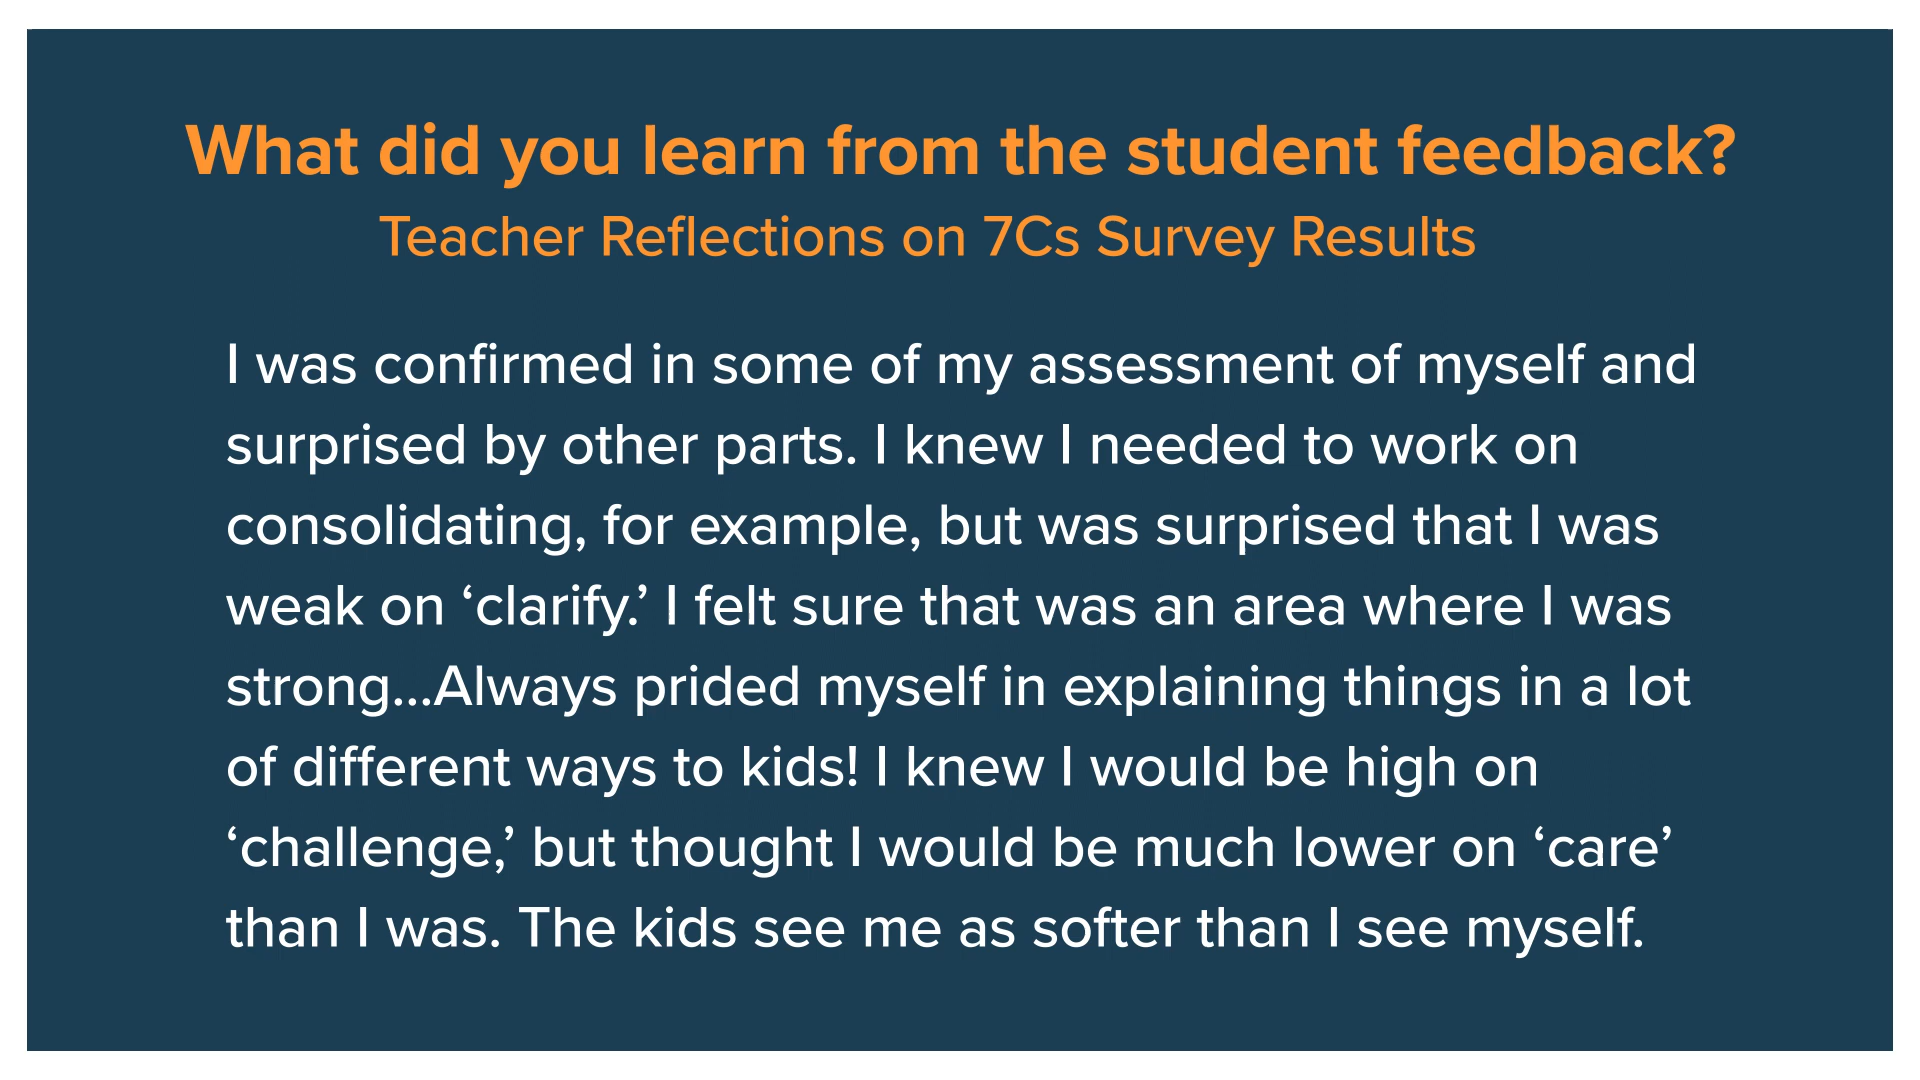 What did you learn from the student feedback?
Teacher Reflections on 7Cs Survey Results
I was confirmed in some of my assessment of myself and
surprised by other parts. I knew I needed to work on
consolidating, for example, but was surprised that I was
weak on ‘clarify.’ I felt sure that was an area where I was
strong...Always prided myself in explaining things in a lot
of different ways to kids! I knew I would be high on
‘challenge,’ but thought I would be much lower on ‘care’
than I was. The kids see me as softer than I see myself.